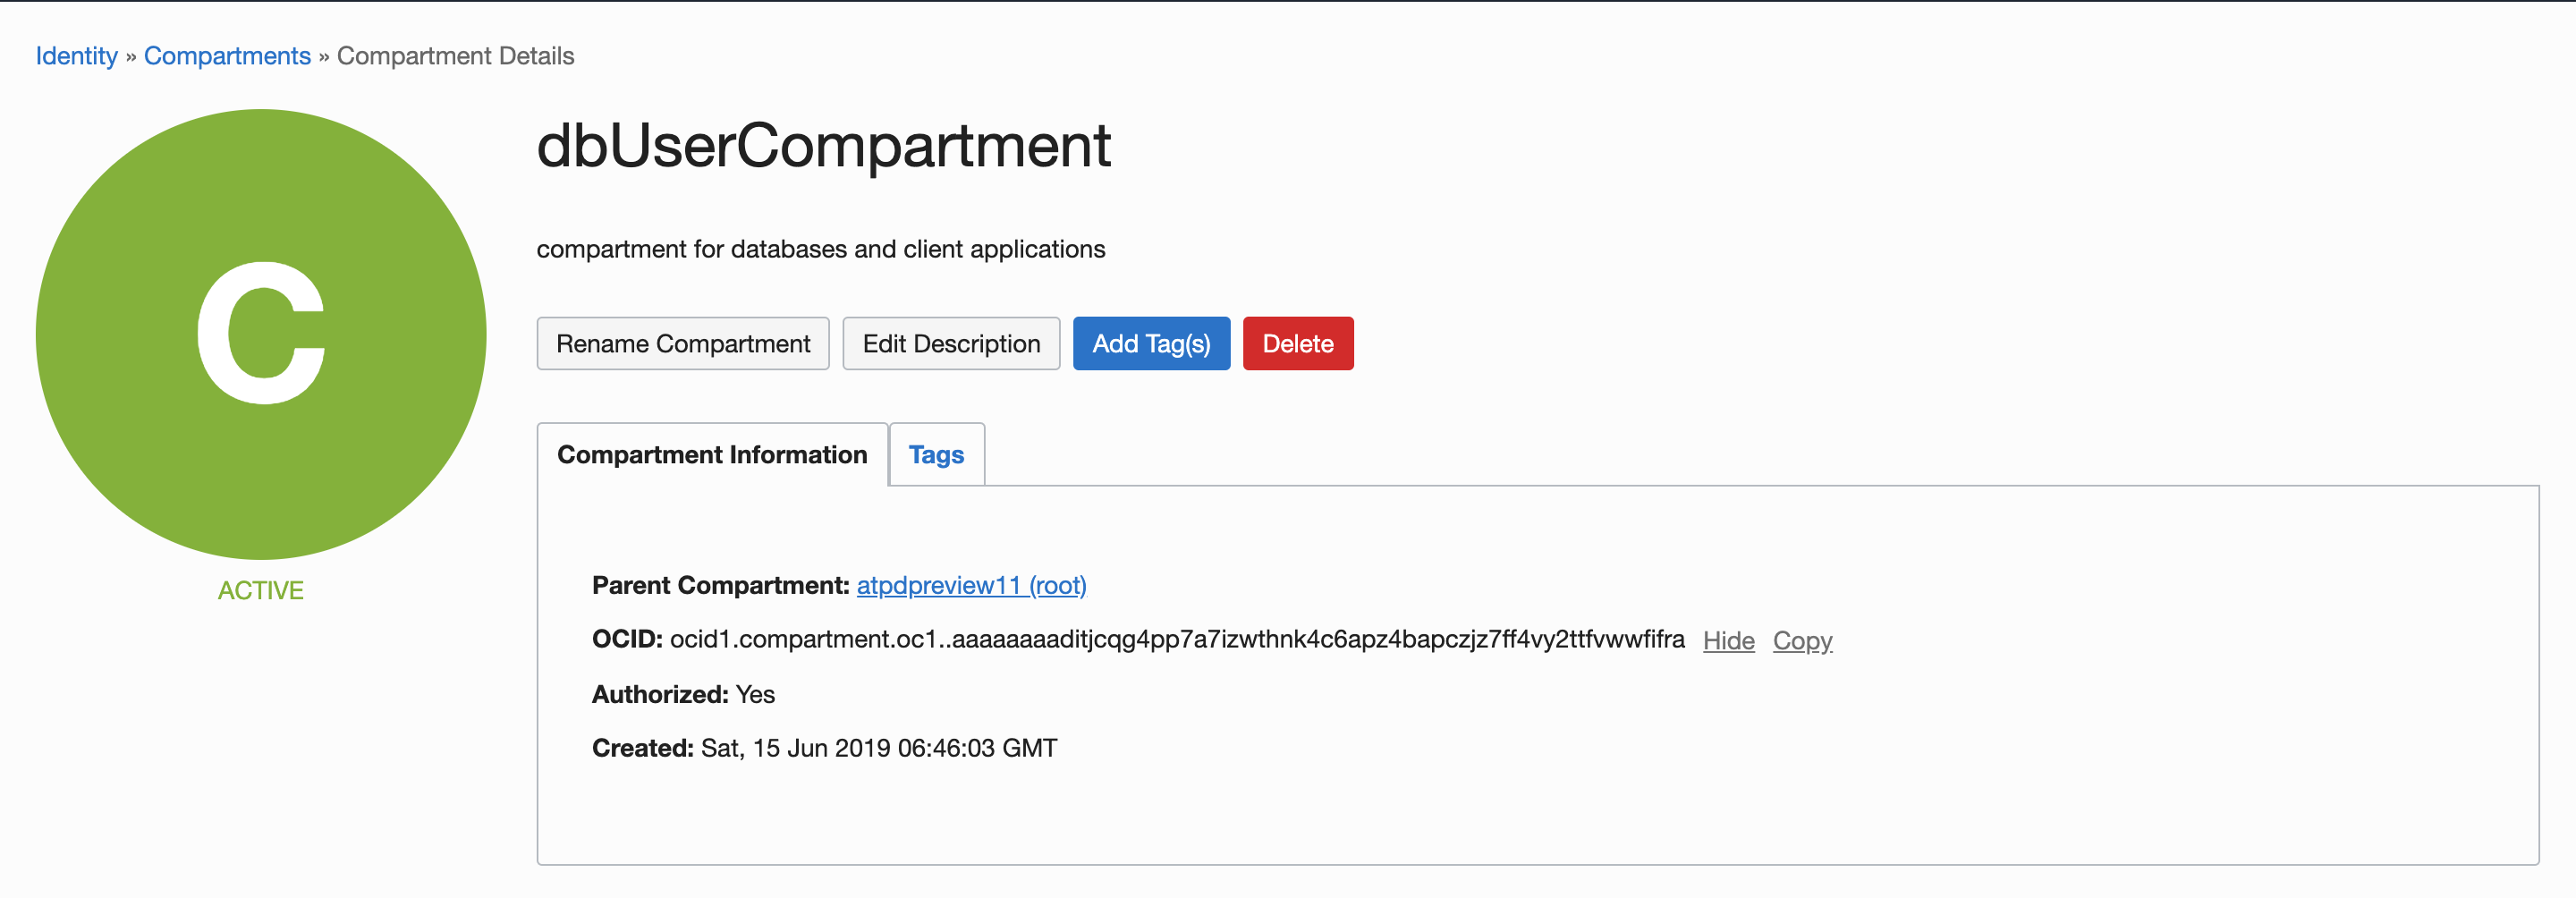 Identity » Compartments » Compartment Details
C
ACTIVE
dbUserCompartment
compartment for databases and client applications
Rename Compartment Edit Description Add Tag(s) Delete
Compartment Information Tags
Parent Compartment: atpdpreview11 (root)
OCID: ocid1.compartment.oc1..aaaaaaaaditjcqg4pp7a7izwthnk4c6apz4bapczjz7ff4vy2ttfvwwfifra Hide Copy
Authorized: Yes
Created: Sat, 15 Jun 2019 06:46:03 GMT